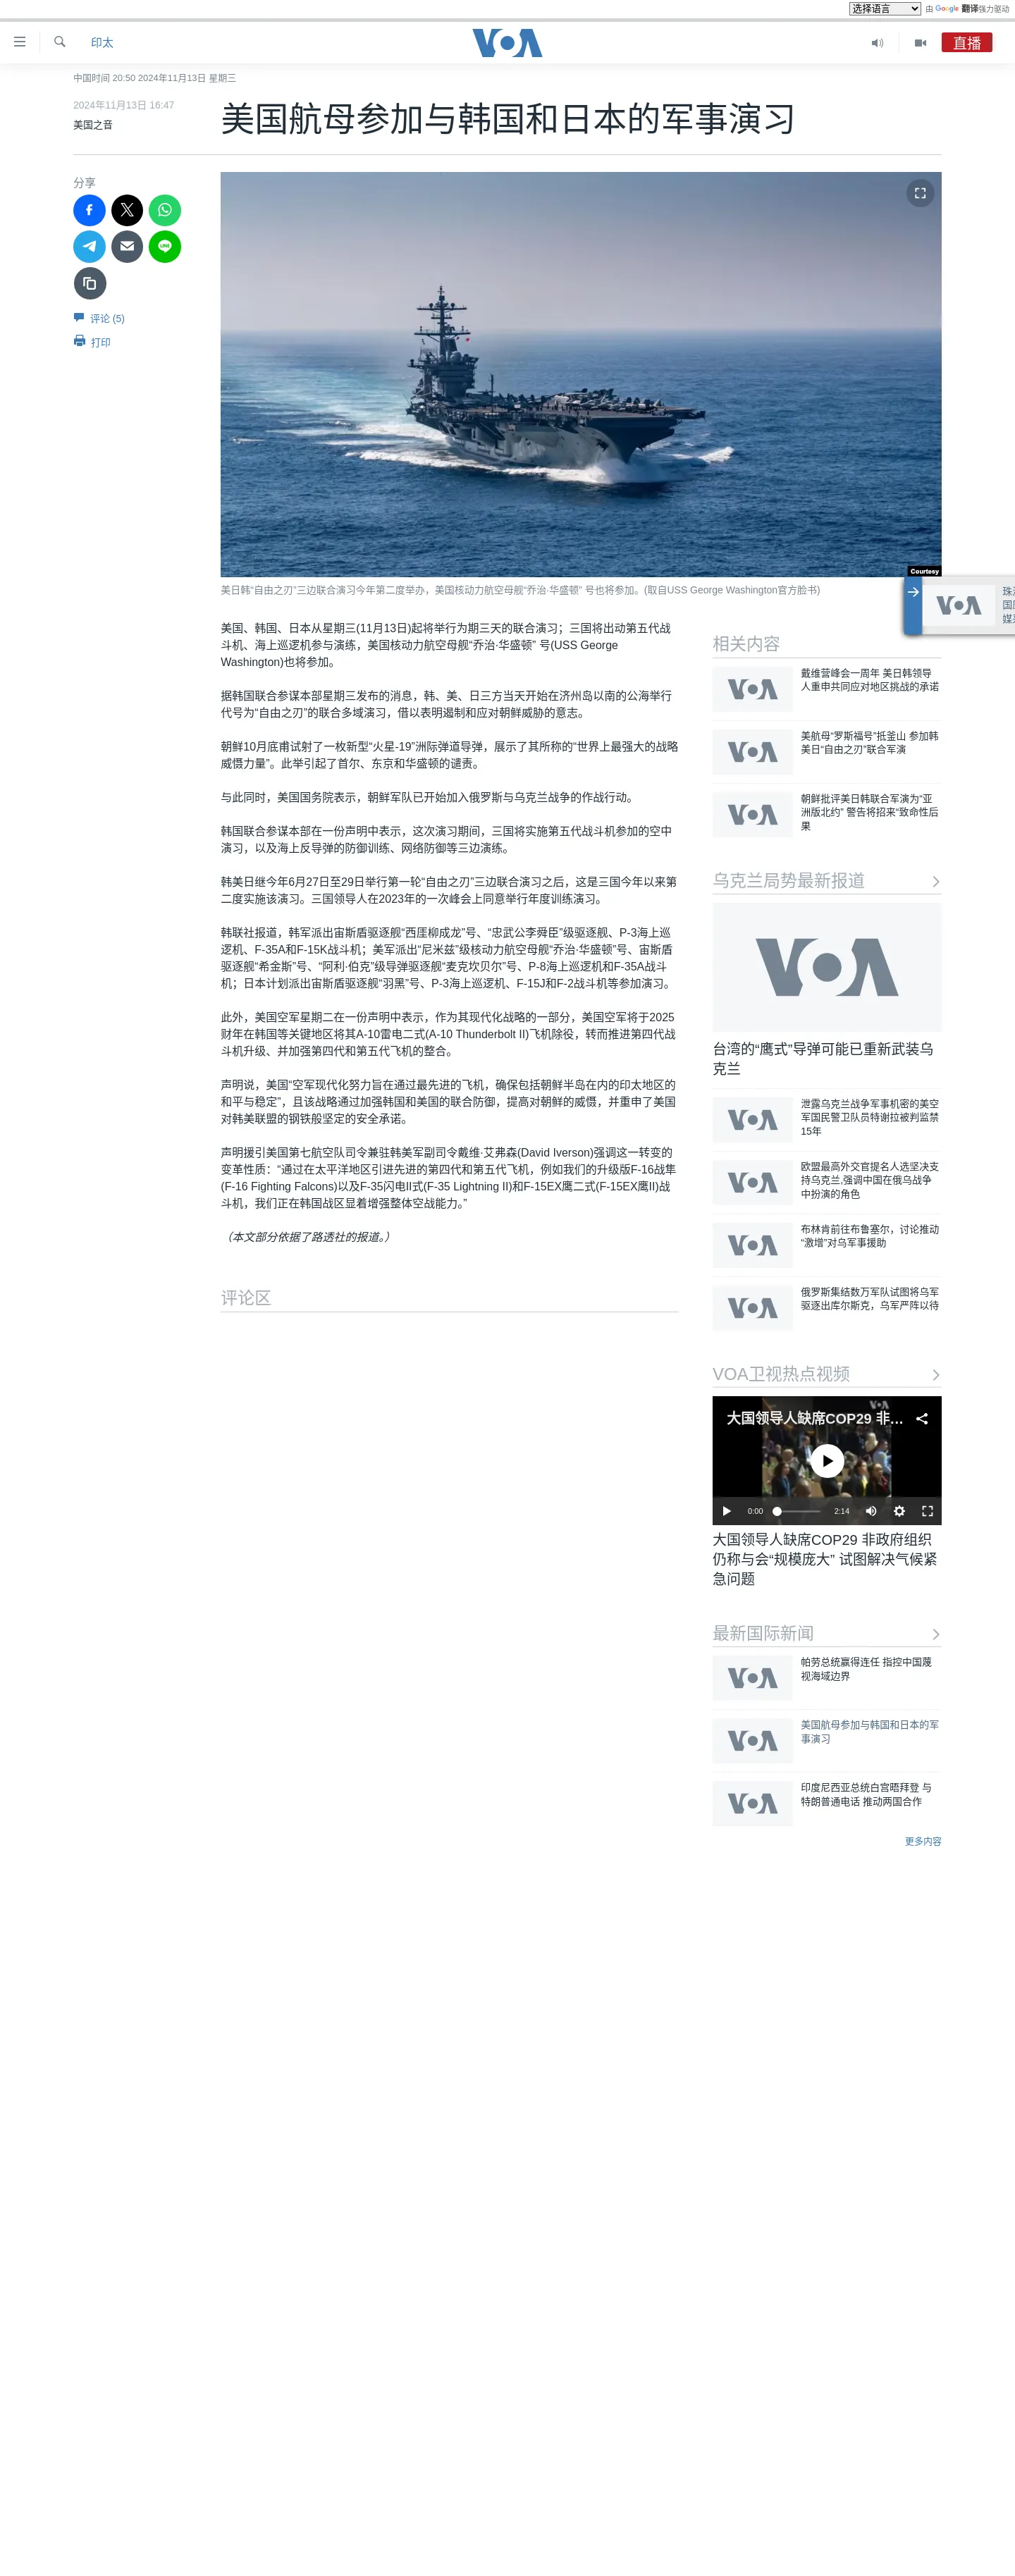 选择语言 由 Google 翻译强力驱动
印太
VOA
直播
中国时间 20:50 2024年11月13日 星期三
2024年11月13日 16:47
美国之音
美国航母参加与韩国和日本的军事演习
分享
评论 (5)
打印
Courtesy
美日韩“自由之刃”三边联合演习今年第二度举办，美国核动力航空母舰“乔治·华盛顿” 号也将参加。(取自USS George Washington官方脸书)
美国、韩国、日本从星期三(11月13日)起将举行为期三天的联合演习；三国将出动第五代战
斗机、海上巡逻机参与演练，美国核动力航空母舰“乔治·华盛顿” 号(USS George
Washington)也将参加。
据韩国联合参谋本部星期三发布的消息，韩、美、日三方当天开始在济州岛以南的公海举行
代号为“自由之刃”的联合多域演习，借以表明遏制和应对朝鲜威胁的意志。
朝鲜10月底甫试射了一枚新型“火星-19”洲际弹道导弹，展示了其所称的“世界上最强大的战略
威慑力量”。此举引起了首尔、东京和华盛顿的谴责。
与此同时，美国国务院表示，朝鲜军队已开始加入俄罗斯与乌克兰战争的作战行动。
韩国联合参谋本部在一份声明中表示，这次演习期间，三国将实施第五代战斗机参加的空中
演习，以及海上反导弹的防御训练、网络防御等三边演练。
韩美日继今年6月27日至29日举行第一轮“自由之刃”三边联合演习之后，这是三国今年以来第
二度实施该演习。三国领导人在2023年的一次峰会上同意举行年度训练演习。
韩联社报道，韩军派出宙斯盾驱逐舰“西厓柳成龙”号、“忠武公李舜臣”级驱逐舰、P-3海上巡
逻机、F-35A和F-15K战斗机；美军派出“尼米兹”级核动力航空母舰“乔治·华盛顿”号、宙斯盾
驱逐舰“希金斯”号、“阿利·伯克”级导弹驱逐舰“麦克坎贝尔”号、P-8海上巡逻机和F-35A战斗
机；日本计划派出宙斯盾驱逐舰“羽黑”号、P-3海上巡逻机、F-15J和F-2战斗机等参加演习。
此外，美国空军星期二在一份声明中表示，作为其现代化战略的一部分，美国空军将于2025
财年在韩国等关键地区将其A-10雷电二式(A-10 Thunderbolt II)飞机除役，转而推进第四代战
斗机升级、并加强第四代和第五代飞机的整合。
声明说，美国“空军现代化努力旨在通过最先进的飞机，确保包括朝鲜半岛在内的印太地区的
和平与稳定”，且该战略通过加强韩国和美国的联合防御，提高对朝鲜的威慑，并重申了美国
对韩美联盟的钢铁般坚定的安全承诺。
声明援引美国第七航空队司令兼驻韩美军副司令戴维·艾弗森(David Iverson)强调这一转变的
变革性质：“通过在太平洋地区引进先进的第四代和第五代飞机，例如我们的升级版F-16战隼
(F-16 Fighting Falcons)以及F-35闪电II式(F-35 Lightning II)和F-15EX鹰二式(F-15EX鹰II)战
斗机，我们正在韩国战区显着增强整体空战能力。”
（本文部分依据了路透社的报道。）
评论区
VOA
相关内容
VOA
戴维营峰会一周年 美日韩领导
人重申共同应对地区挑战的承诺
VOA
美航母“罗斯福号”抵釜山 参加韩
美日“自由之刃”联合军演
VOA
朝鲜批评美日韩联合军演为“亚
洲版北约” 警告将招来“致命性后
果
乌克兰局势最新报道
VOA
台湾的“鹰式”导弹可能已重新武装乌
克兰
VOA
泄露乌克兰战争军事机密的美空
军国民警卫队员特谢拉被判监禁
15年
VOA
欧盟最高外交官提名人选坚决支
持乌克兰,强调中国在俄乌战争
中扮演的角色
VOA
布林肯前往布鲁塞尔，讨论推动
“激增”对乌军事援助
VOA
俄罗斯集结数万军队试图将乌军
驱逐出库尔斯克，乌军严阵以待
VOA卫视热点视频
VOA
大国领导人缺席COP29 非...
0:00 2:14
大国领导人缺席COP29 非政府组织
仍称与会“规模庞大” 试图解决气候紧
急问题
最新国际新闻
VOA
帕劳总统赢得连任 指控中国蔑
视海域边界
VOA
美国航母参加与韩国和日本的军
事演习
VOA
印度尼西亚总统白宫晤拜登 与
特朗普通电话 推动两国合作
更多内容